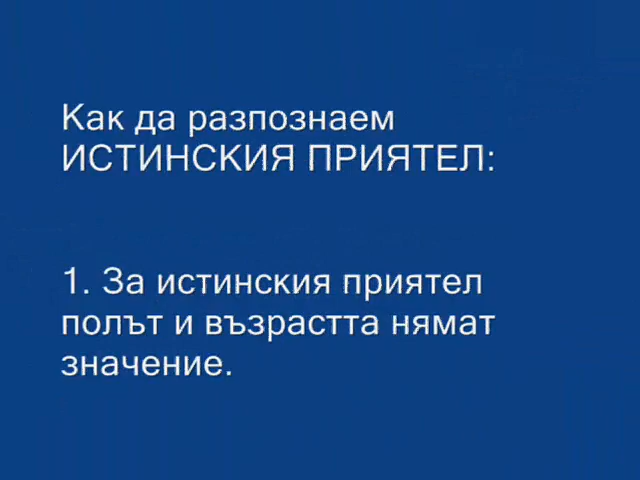 Как да разпознаем
ИСТИНСКИЯ ПРИЯТЕЛ:
1. За истинския приятел
полът и възрастта нямат
значение.